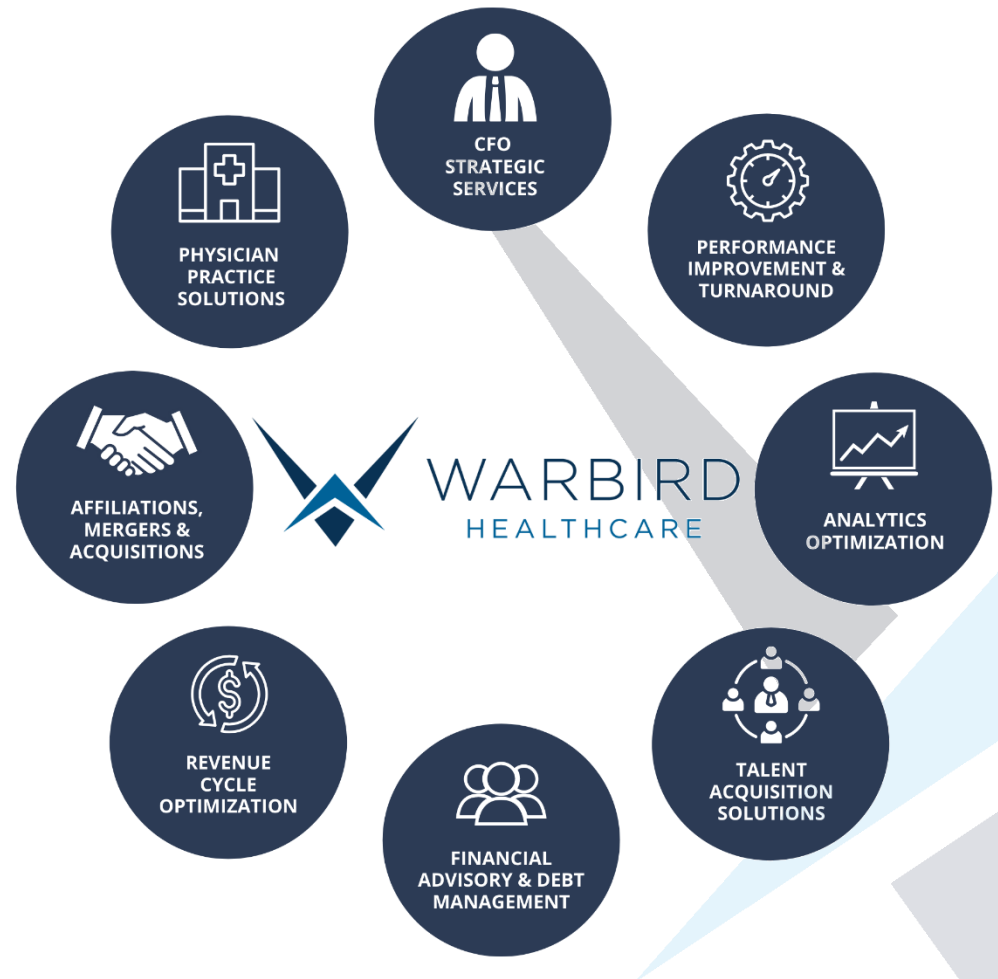 CFO
STRATEGIC
SERVICES
PERFORMANCE
IMPROVEMENT &
TURNAROUND
ANALYTICS
OPTIMIZATION
TALENT
ACQUISITION
SOLUTIONS
FINANCIAL
ADVISORY & DEBT
MANAGEMENT
REVENUE
CYCLE
OPTIMIZATION
AFFILIATIONS,
MERGERS &
ACQUISITIONS
PHYSICIAN
PRACTICE
SOLUTIONS
WARBIRD
HEALTHCARE
$